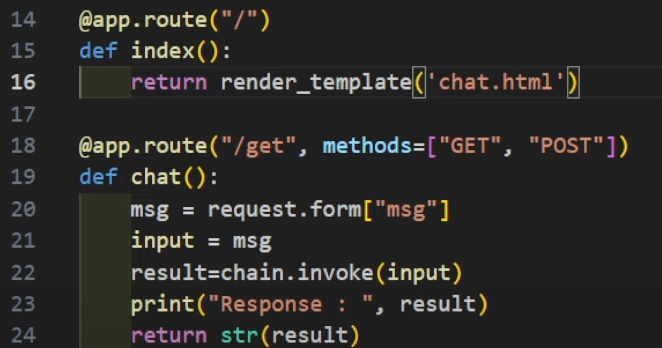 14 @app.route("/")
15 def index():
16     return render_template('chat.html')
17
18 @app.route("/get", methods=["GET", "POST"])
19 def chat():
20     msg = request.form["msg"]
21     input = msg
22     result=chain.invoke(input)
23     print("Response : ", result)
24     return str(result)